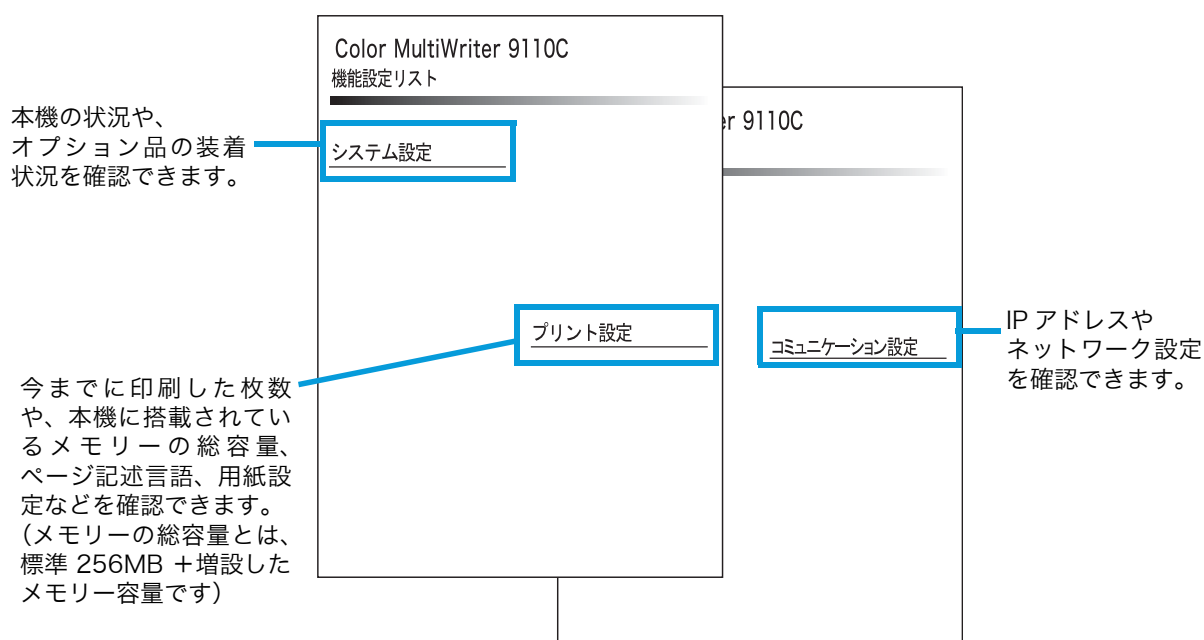 Color MultiWriter 9110C
機能設定リスト
er 9110C
本機の状況や、
オプション品の装着
状況を確認できます。
システム設定
プリント設定
コミュニケーション設定
IP アドレスや
ネットワーク設定
を確認できます。
今までに印刷した枚数
や、本機に搭載されてい
るメモリーの総容量、
ページ記述言語、用紙設
定などを確認できます。
（メモリーの総容量とは、
標準 256MB ＋増設した
メモリー容量です）